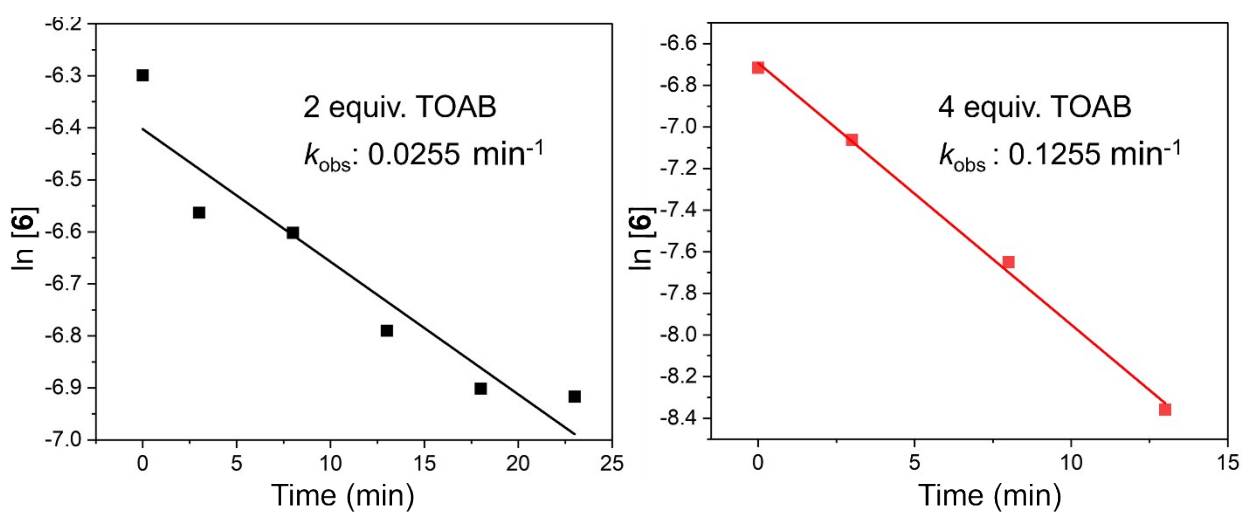 -6.2
-6.3
-6.4
-6.5
-6.6
-6.7
-6.8
-6.9
-7.0
ln [6]
2 equiv. TOAB
kobs: 0.0255 min-1
0 5 10 15 20 25
Time (min)
-6.6
-6.8
-7.0
-7.2
-7.4
-7.6
-7.8
-8.0
-8.2
-8.4
ln [6]
4 equiv. TOAB
kobs : 0.1255 min-1
0 5 10 15
Time (min)